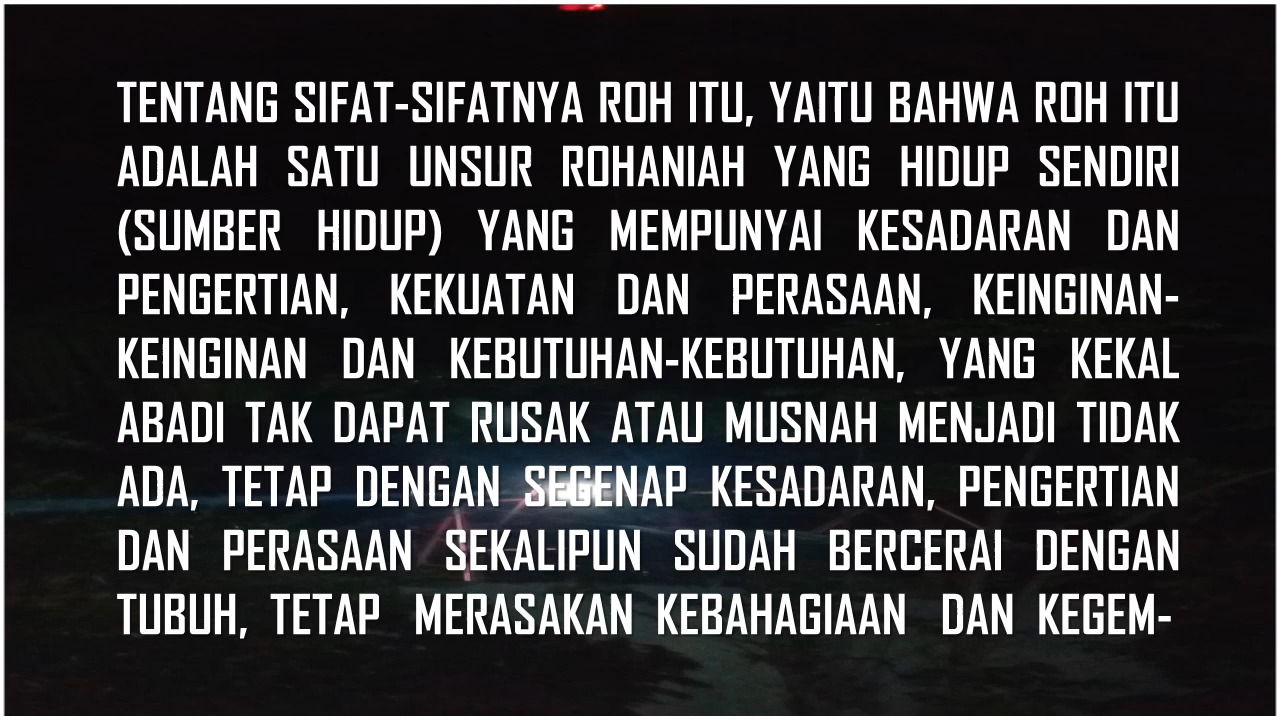 TENTANG SIFAT-SIFATNYA ROH ITU, YAITU BAHWA ROH ITU
ADALAH SATU UNSUR ROHANIAH YANG HIDUP SENDIRI
(SUMBER HIDUP) YANG MEMPUNYAI KESADARAN DAN
PENGERTIAN, KEKUATAN DAN PERASAAN, KEINGINAN-
KEINGINAN DAN KEBUTUHAN-KEBUTUHAN, YANG KEKAL
ABADI TAK DAPAT RUSAK ATAU MUSNAH MENJADI TIDAK
ADA, TETAP DENGAN SEGENAP KESADARAN, PENGERTIAN
DAN PERASAAN SEKALIPUN SUDAH BERCERAI DENGAN
TUBUH, TETAP MERASAKAN KEBAHAGIAAN DAN KEGEM-